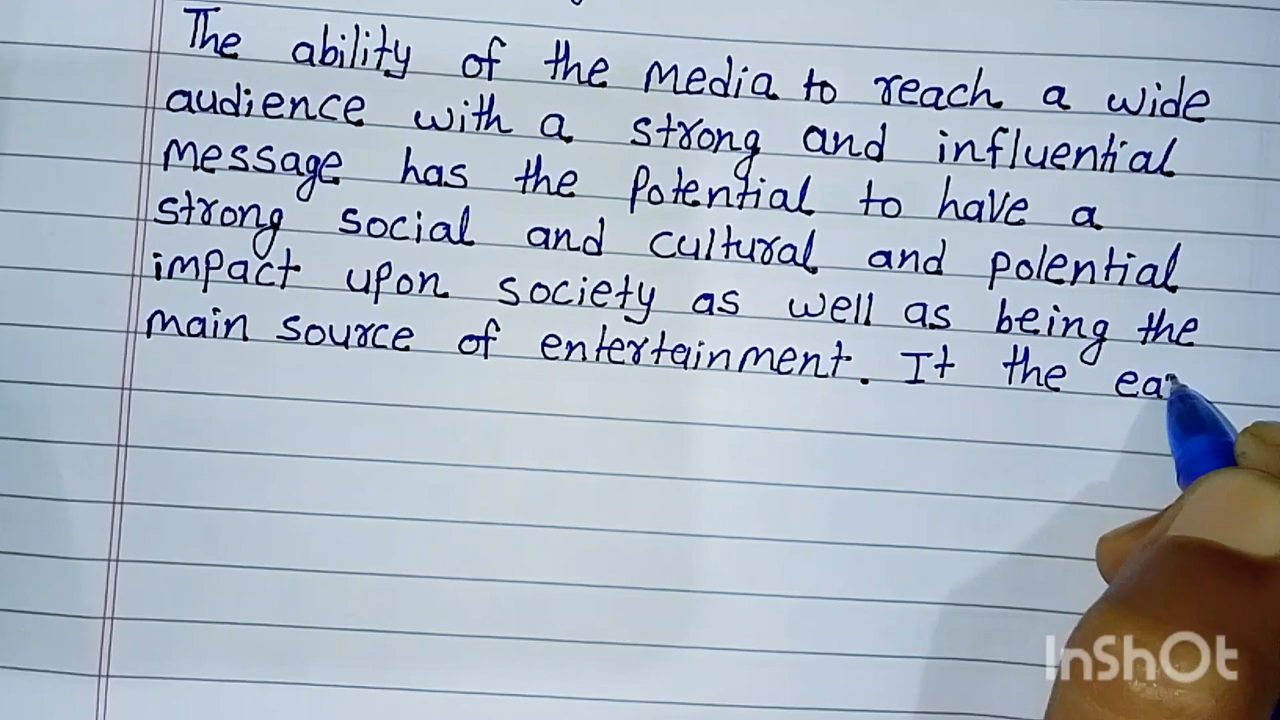 The ability of the media to reach a wide
audience with a strong and influential
message has the potential to have a
strong social and cultural and polential
impact upon society as well as being the
main source of entertainment. It the ea
InShOt